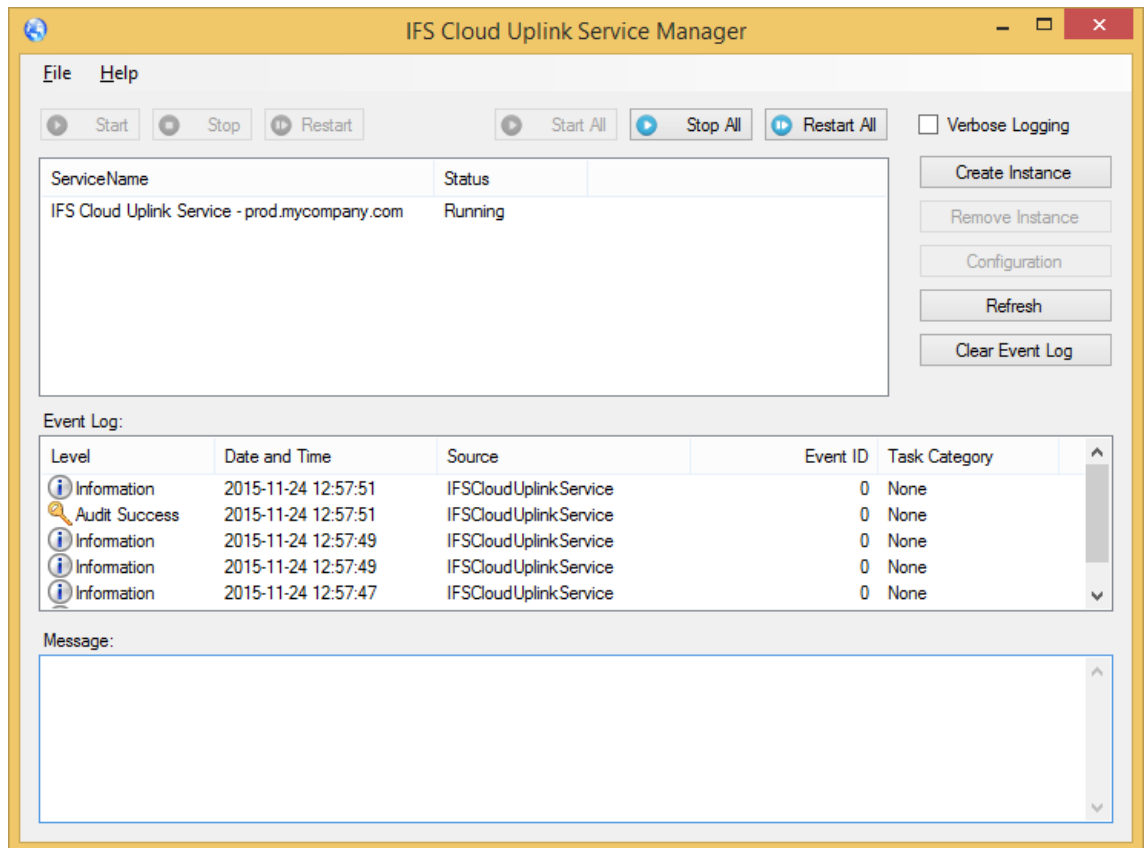 IFS Cloud Uplink Service Manager
File Help
Start Stop Restart Start All Stop All Restart All Verbose Logging
ServiceName Status
IFS Cloud Uplink Service - prod.mycompany.com Running
Create Instance
Remove Instance
Configuration
Refresh
Clear Event Log
Event Log:
Level Date and Time Source Event ID Task Category
Information 2015-11-24 12:57:51 IFSCloudUplinkService 0 None
Audit Success 2015-11-24 12:57:51 IFSCloudUplinkService 0 None
Information 2015-11-24 12:57:49 IFSCloudUplinkService 0 None
Information 2015-11-24 12:57:49 IFSCloudUplinkService 0 None
Information 2015-11-24 12:57:47 IFSCloudUplinkService 0 None
Message: